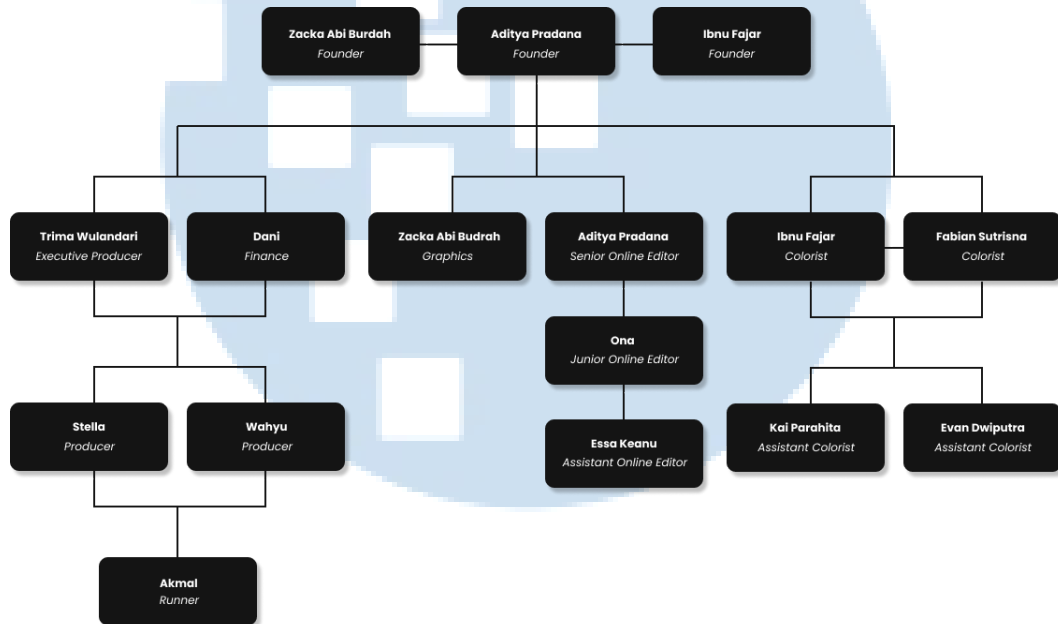 Zacka Abi Burdah
Founder
Aditya Pradana
Founder
Ibnu Fajar
Founder
Trima Wulandari
Executive Producer
Dani
Finance
Zacka Abi Budrah
Graphics
Aditya Pradana
Senior Online Editor
Ibnu Fajar
Colorist
Fabian Sutrisna
Colorist
Ona
Junior Online Editor
Stella
Producer
Wahyu
Producer
Essa Keanu
Assistant Online Editor
Kai Parahita
Assistant Colorist
Evan Dwiputra
Assistant Colorist
Akmal
Runner